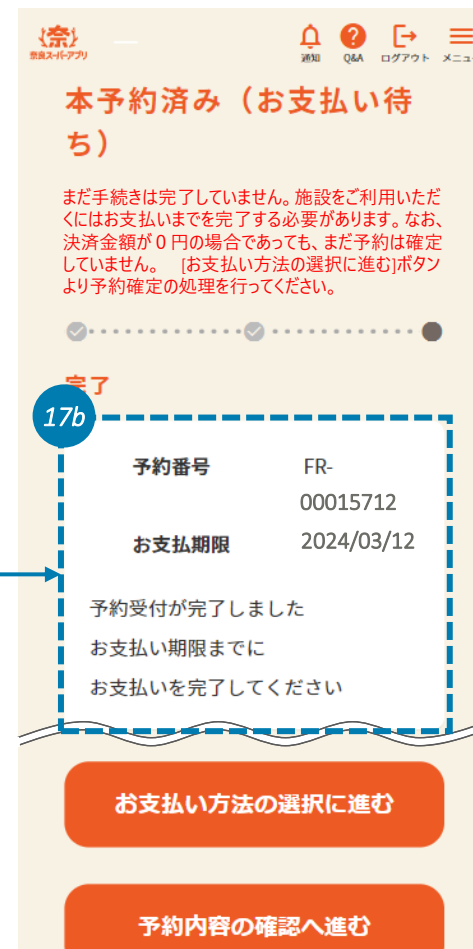 奈
奈良スーパーアプリ
通知
Q&A
ログアウト
メニュー
本予約済み（お支払い待
ち）
まだ手続きは完了していません。施設をご利用いただ
くにはお支払いまでを完了する必要があります。なお、
決済金額が０円の場合であっても、まだ予約は確定
していません。　[お支払い方法の選択に進む]ボタン
より予約確定の処理を行ってください。
完了
17b
予約番号　FR-
00015712
お支払期限　2024/03/12
予約受付が完了しました
お支払い期限までに
お支払いを完了してください
お支払い方法の選択に進む
予約内容の確認へ進む